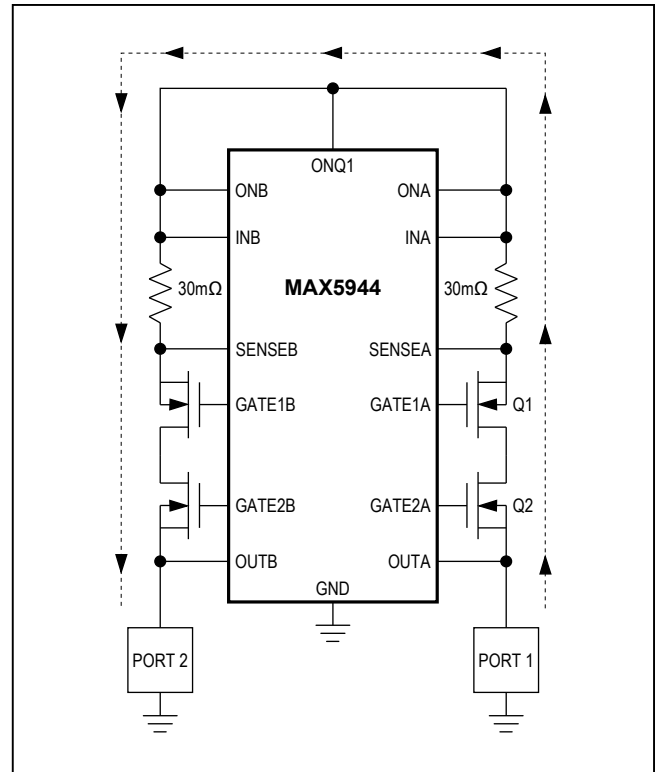 ONQ1
ONB ONA
INB INA
30mΩ MAX5944 30mΩ
SENSEB SENSEA
GATE1B GATE1A Q1
GATE2B GATE2A Q2
OUTB OUTA
GND
PORT 2 PORT 1